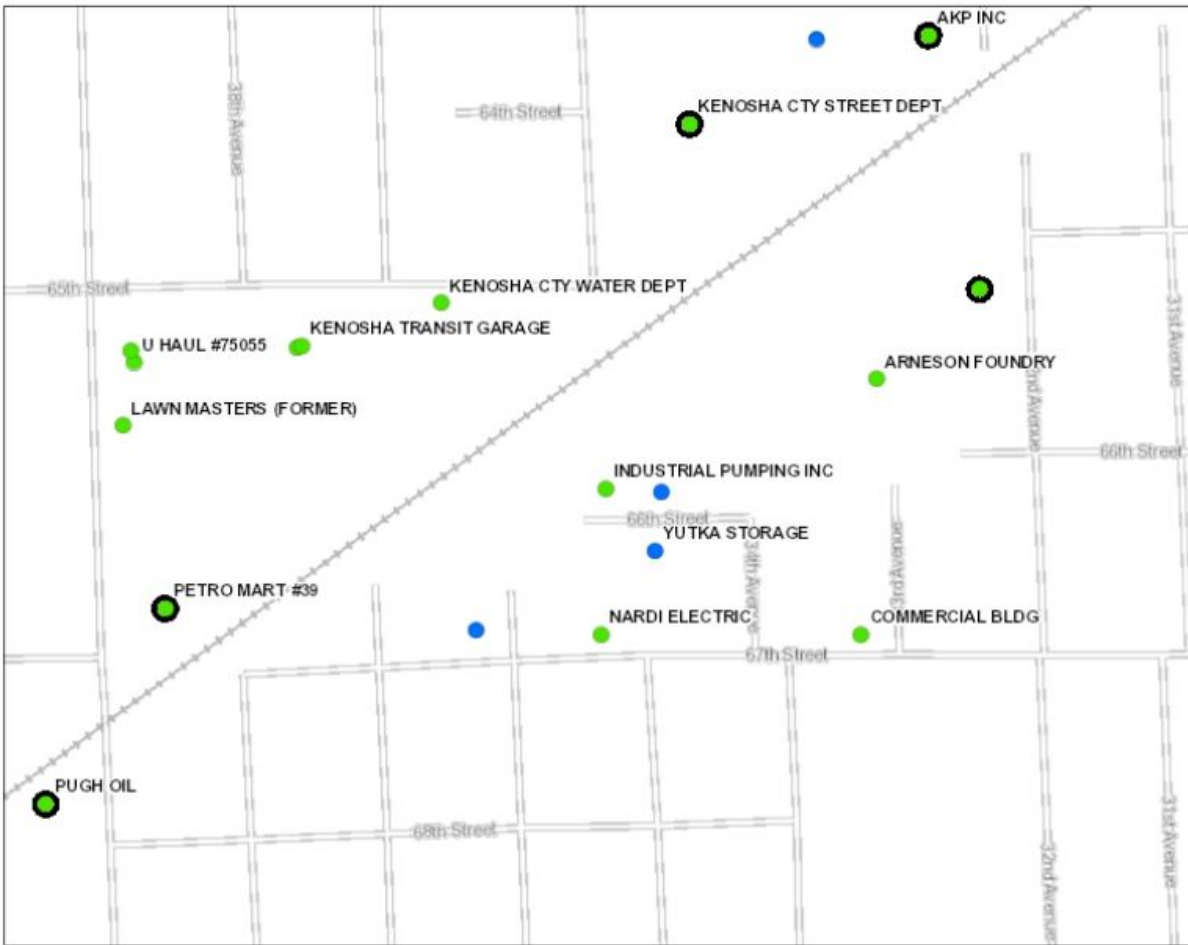 AKP INC
38th Avenue
64th Street
KENOSHA CTY STREET DEPT
65th Street
KENOSHA CTY WATER DEPT
KENOSHA TRANSIT GARAGE
U HAUL #75055
31st Avenue
ARNESON FOUNDRY
2nd Avenue
LAWN MASTERS (FORMER)
66th Street
INDUSTRIAL PUMPING INC
66th Street
YUTKA STORAGE
34th Avenue
3rd Avenue
PETRO MART #39
NARDI ELECTRIC
COMMERCIAL BLDG
67th Street
PUGH OIL
68th Street
31st Avenue
32nd Avenue